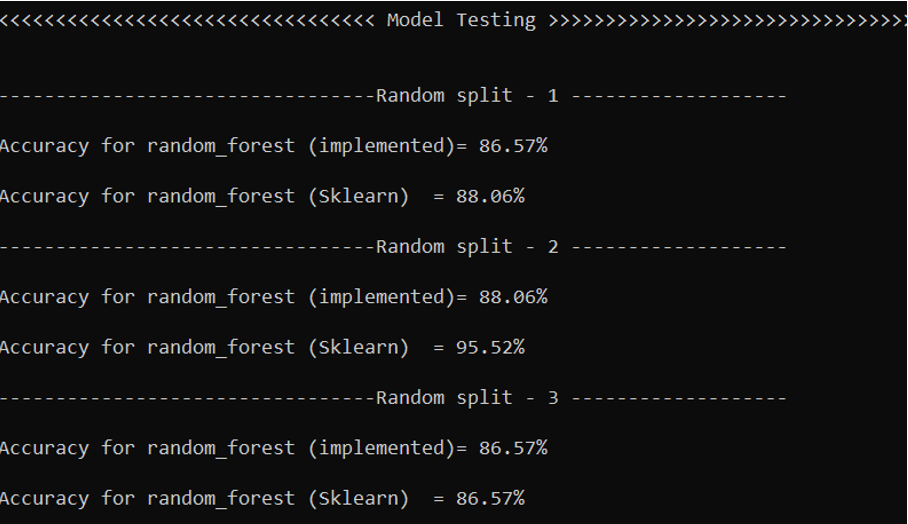 <<<<<<<<<<<<<<<<<<<<<<<<<<<<<<<<< Model Testing >>>>>>>>>>>>>>>>>>>>>>>>>>>>>>>>
---------------------------------Random split - 1 -------------------
Accuracy for random_forest (implemented)= 86.57%
Accuracy for random_forest (Sklearn)  = 88.06%
---------------------------------Random split - 2 -------------------
Accuracy for random_forest (implemented)= 88.06%
Accuracy for random_forest (Sklearn)  = 95.52%
---------------------------------Random split - 3 -------------------
Accuracy for random_forest (implemented)= 86.57%
Accuracy for random_forest (Sklearn)  = 86.57%